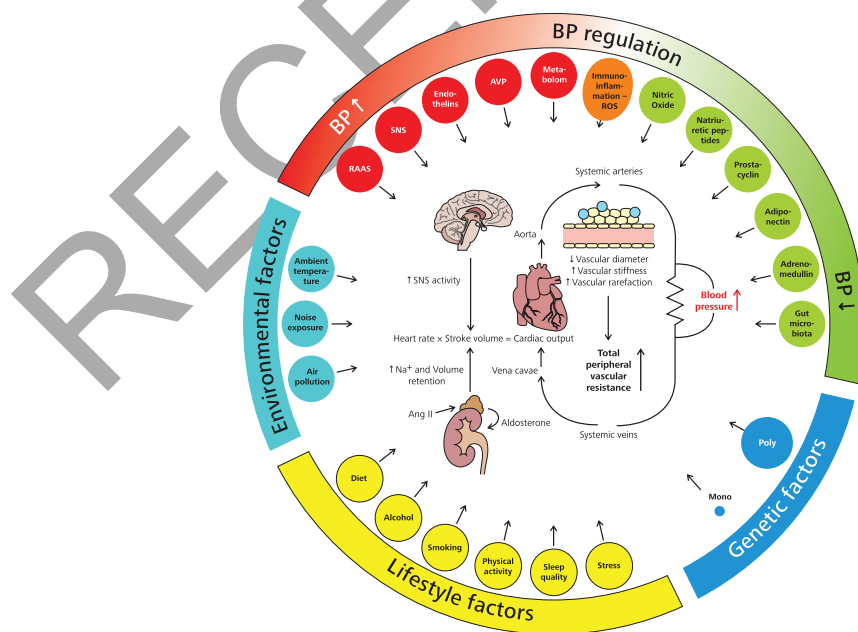 RECE
BP regulation
BP ↑
BP ↓
RAAS
SNS
Endo-
thelins
AVP
Meta-
bolom
Immuno-
inflam-
mation –
ROS
Nitric
Oxide
Natriu-
retic pep-
tides
Prosta-
cyclin
Adipo-
nectin
Adreno-
medullin
Gut
micro-
biota
Environmental factors
Ambient
tempera-
ture
Noise
exposure
Air
pollution
Systemic arteries
Aorta
↓ Vascular diameter
↑ Vascular stiffness
↑ Vascular rarefaction
↑ SNS activity
Blood
pressure ↑
Heart rate × Stroke volume = Cardiac output
Total
peripheral
vascular
resistance
↑ Na⁺ and Volume
retention
Vena cavae
Ang II
Aldosterone
Systemic veins
Lifestyle factors
Diet
Alcohol
Smoking
Physical
activity
Sleep
quality
Stress
Genetic factors
Poly
Mono